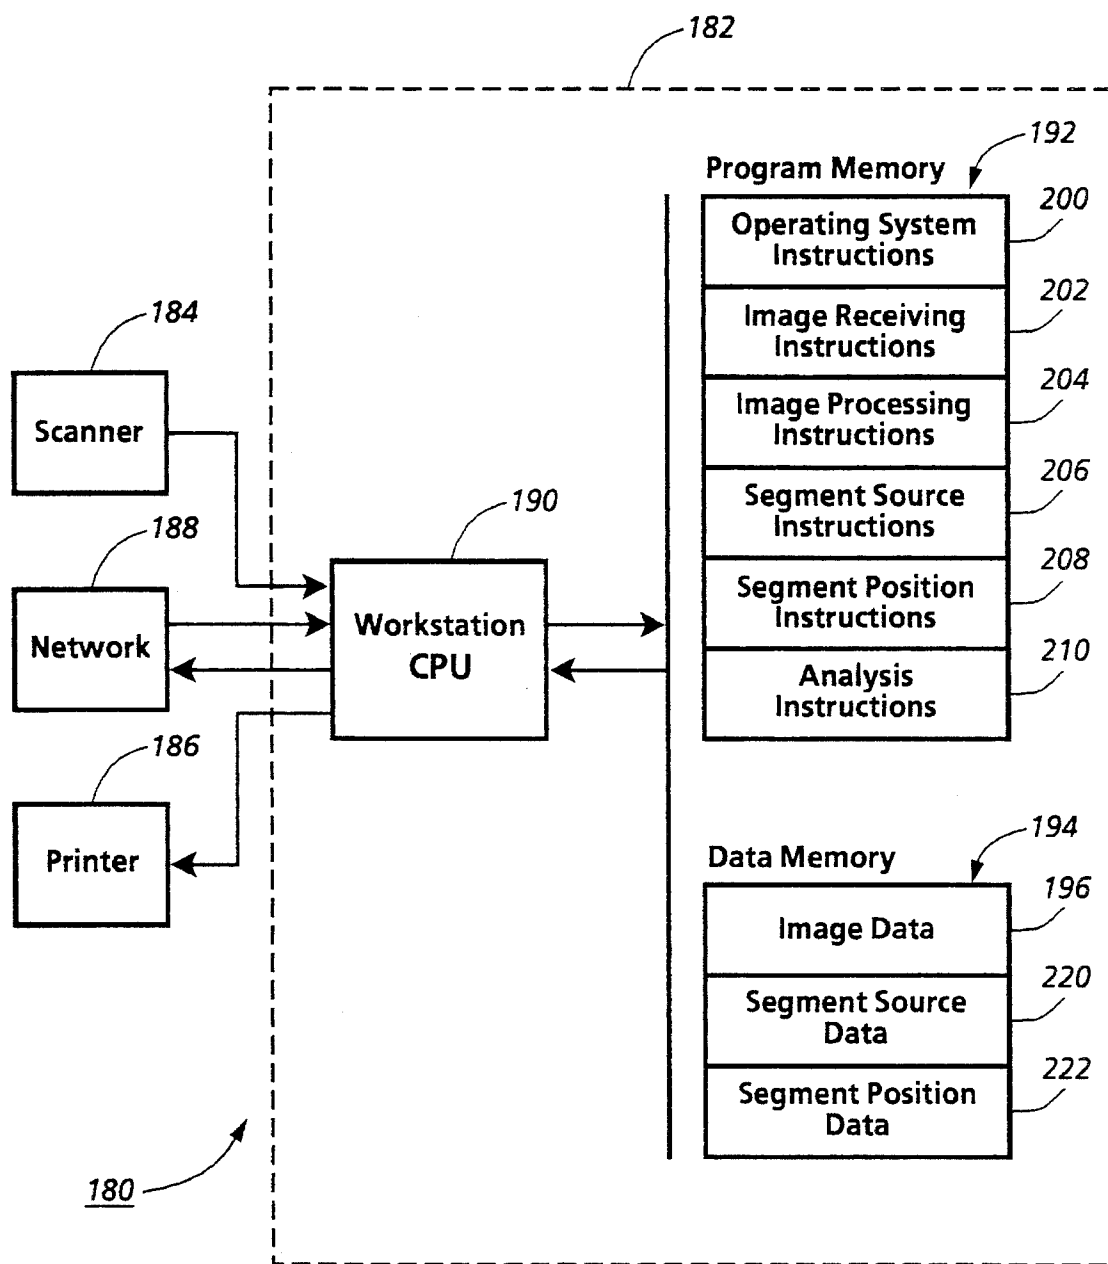 182
192
Program Memory
200
Operating System
Instructions
202
Image Receiving
Instructions
184
204
Scanner
Image Processing
Instructions
206
190
Segment Source
Instructions
188
208
Network
Workstation
CPU
Segment Position
Instructions
210
Analysis
Instructions
186
Printer
194
Data Memory
196
Image Data
220
Segment Source
Data
222
Segment Position
Data
180